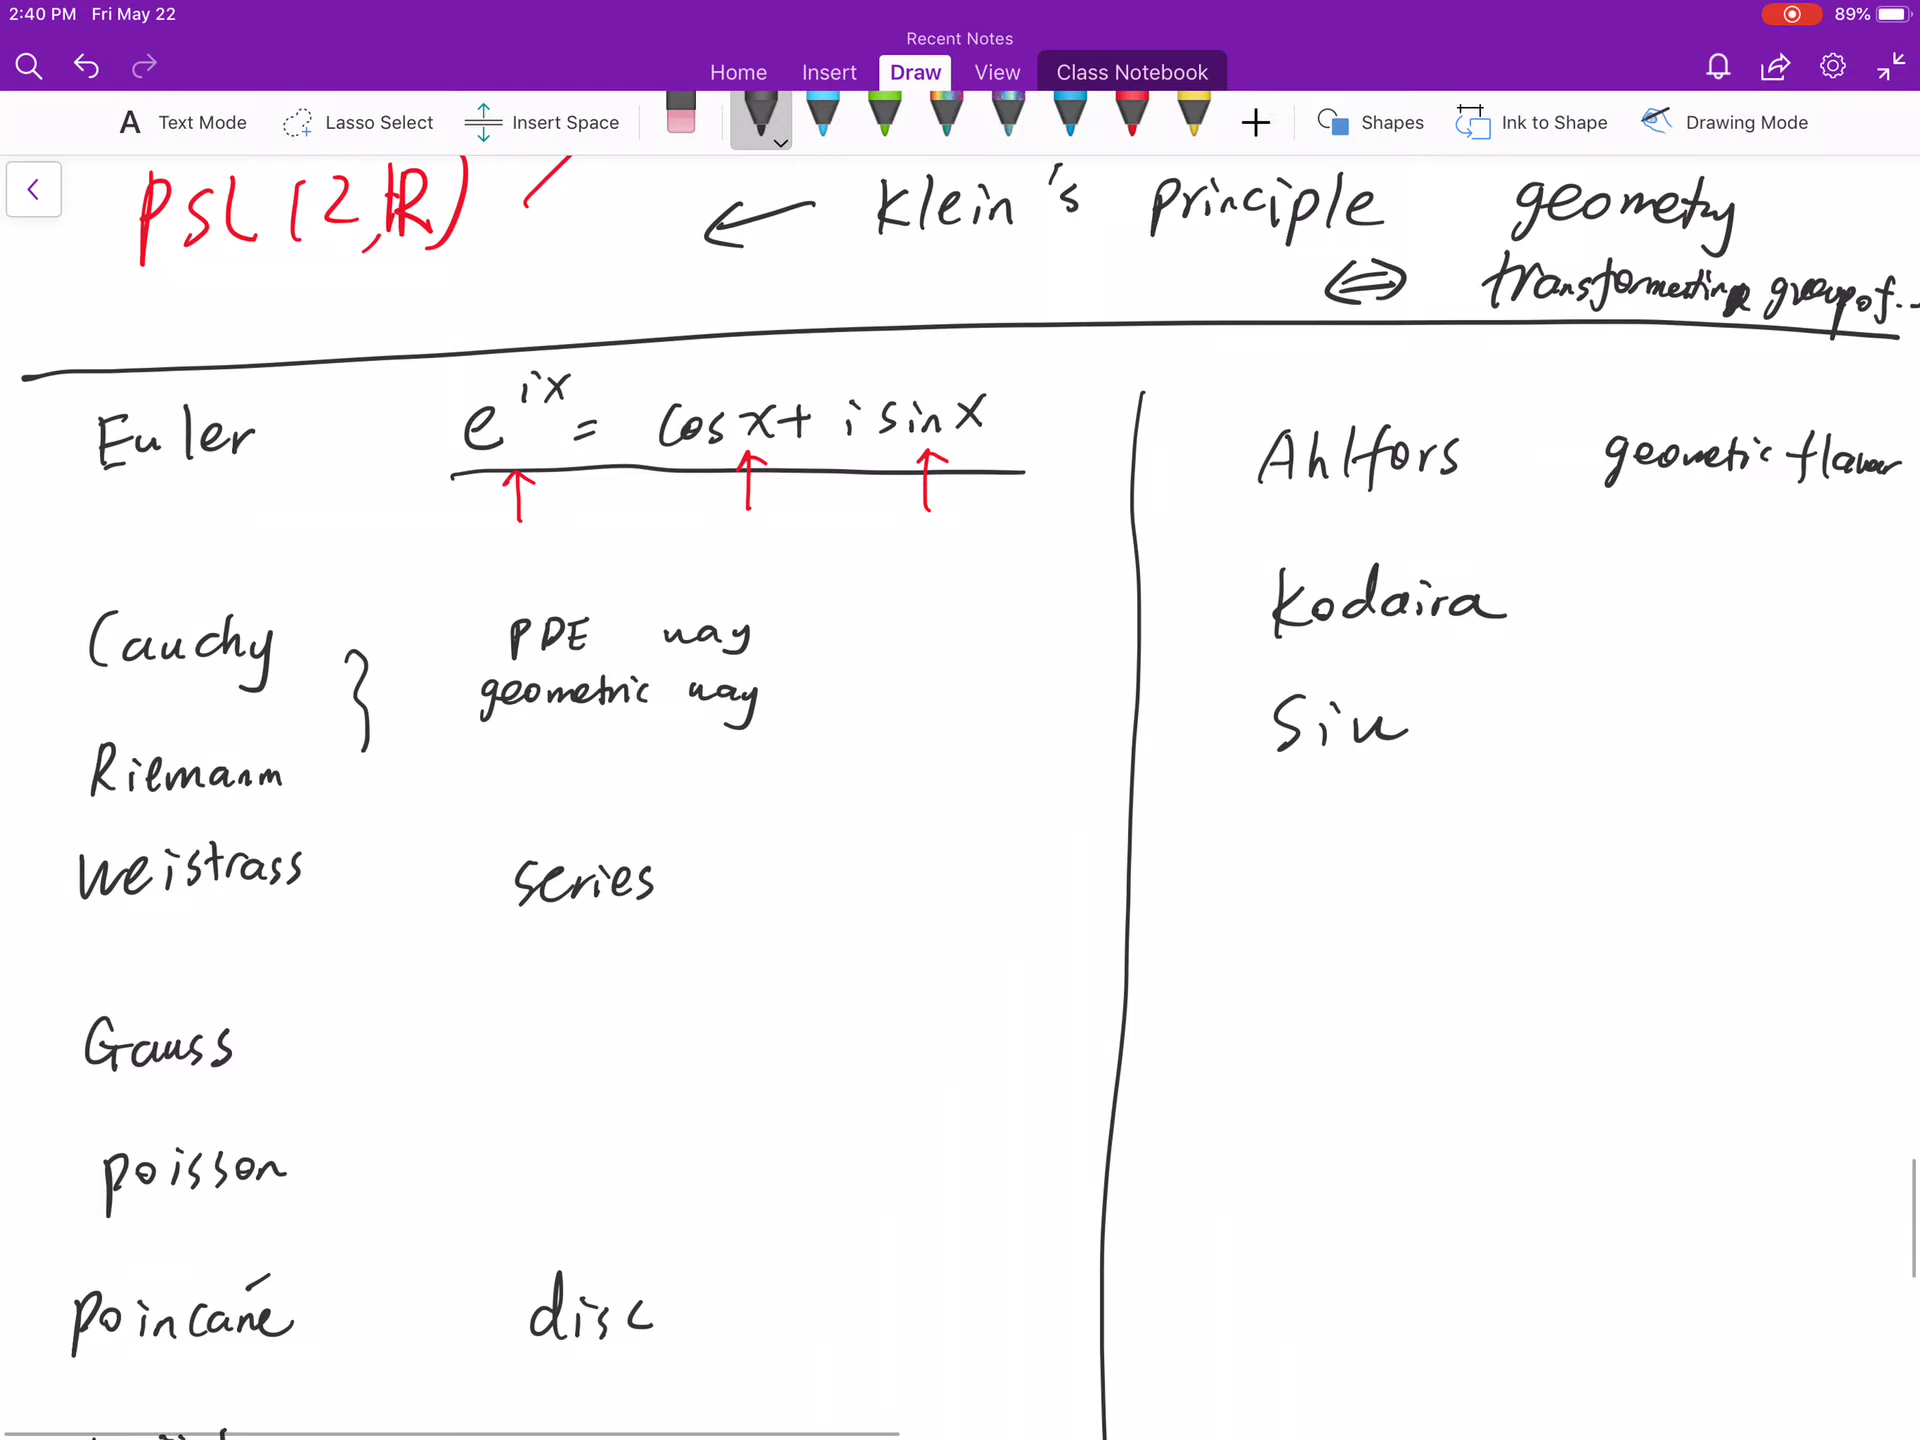 2:40 PM Fri May 22
89%
Recent Notes
Home Insert Draw View Class Notebook
Text Mode Lasso Select Insert Space Shapes Ink to Shape Drawing Mode
PSL(2,ℝ) ← Klein's principle geometry
⇔ transformation group of...
Euler e^{ix} = cos x + i sin x
Cauchy } PDE way
geometric way
Riemann
Weistrass series
Gauss
Poisson
Poincaré disc
Ahlfors geometic flavor
Kodaira
Siu